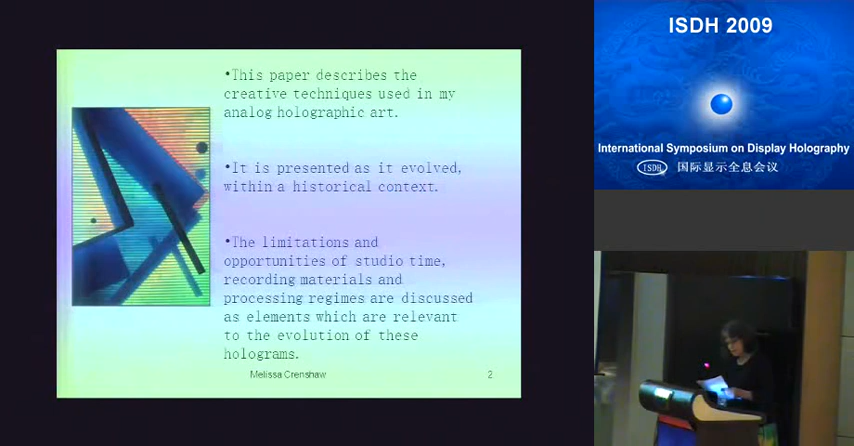 •This paper describes the
creative techniques used in my
analog holographic art.
•It is presented as it evolved,
within a historical context.
•The limitations and
opportunities of studio time,
recording materials and
processing regimes are discussed
as elements which are relevant
to the evolution of these
holograms.
Melissa Crenshaw
2
ISDH 2009
International Symposium on Display Holography
ISDH 国际显示全息会议